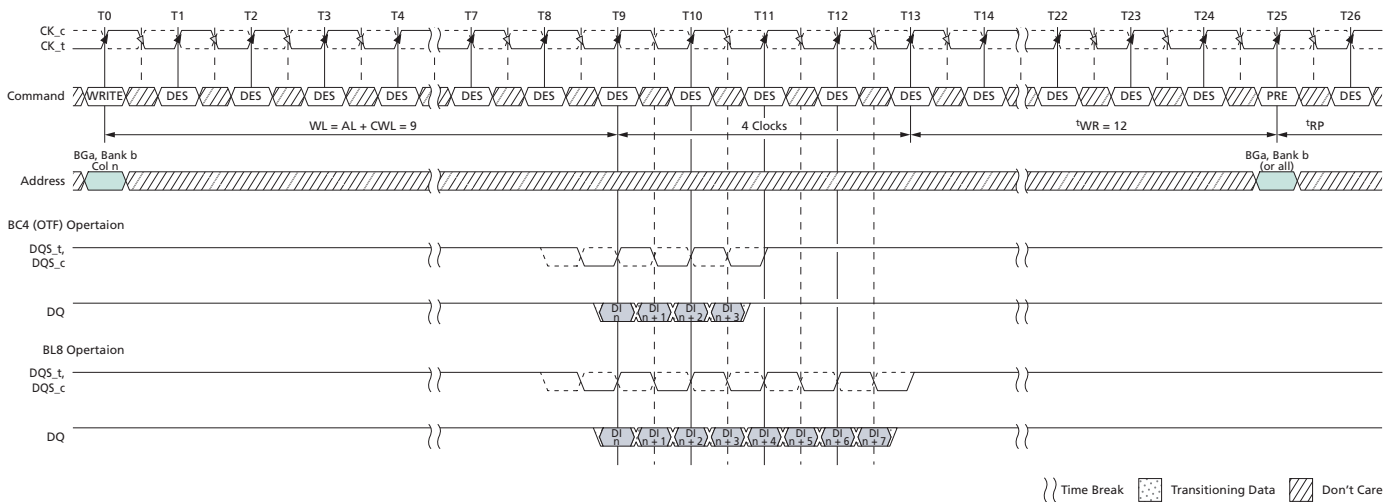 T0 T1 T2 T3 T4 T7 T8 T9 T10 T11 T12 T13 T14 T22 T23 T24 T25 T26
CK_c
CK_t
Command WRITE DES DES DES DES DES DES DES DES DES DES DES DES DES DES DES PRE DES
WL = AL + CWL = 9 4 Clocks tWR = 12 tRP
BGa, Bank b
Col n
BGa, Bank b
(or all)
Address
BC4 (OTF) Opertaion
DQS_t,
DQS_c
DQ
DI n DI n + 1 DI n + 2 DI n + 3
BL8 Opertaion
DQS_t,
DQS_c
DQ
DI n DI n + 1 DI n + 2 DI n + 3 DI n + 4 DI n + 5 DI n + 6 DI n + 7
Time Break Transitioning Data Don't Care